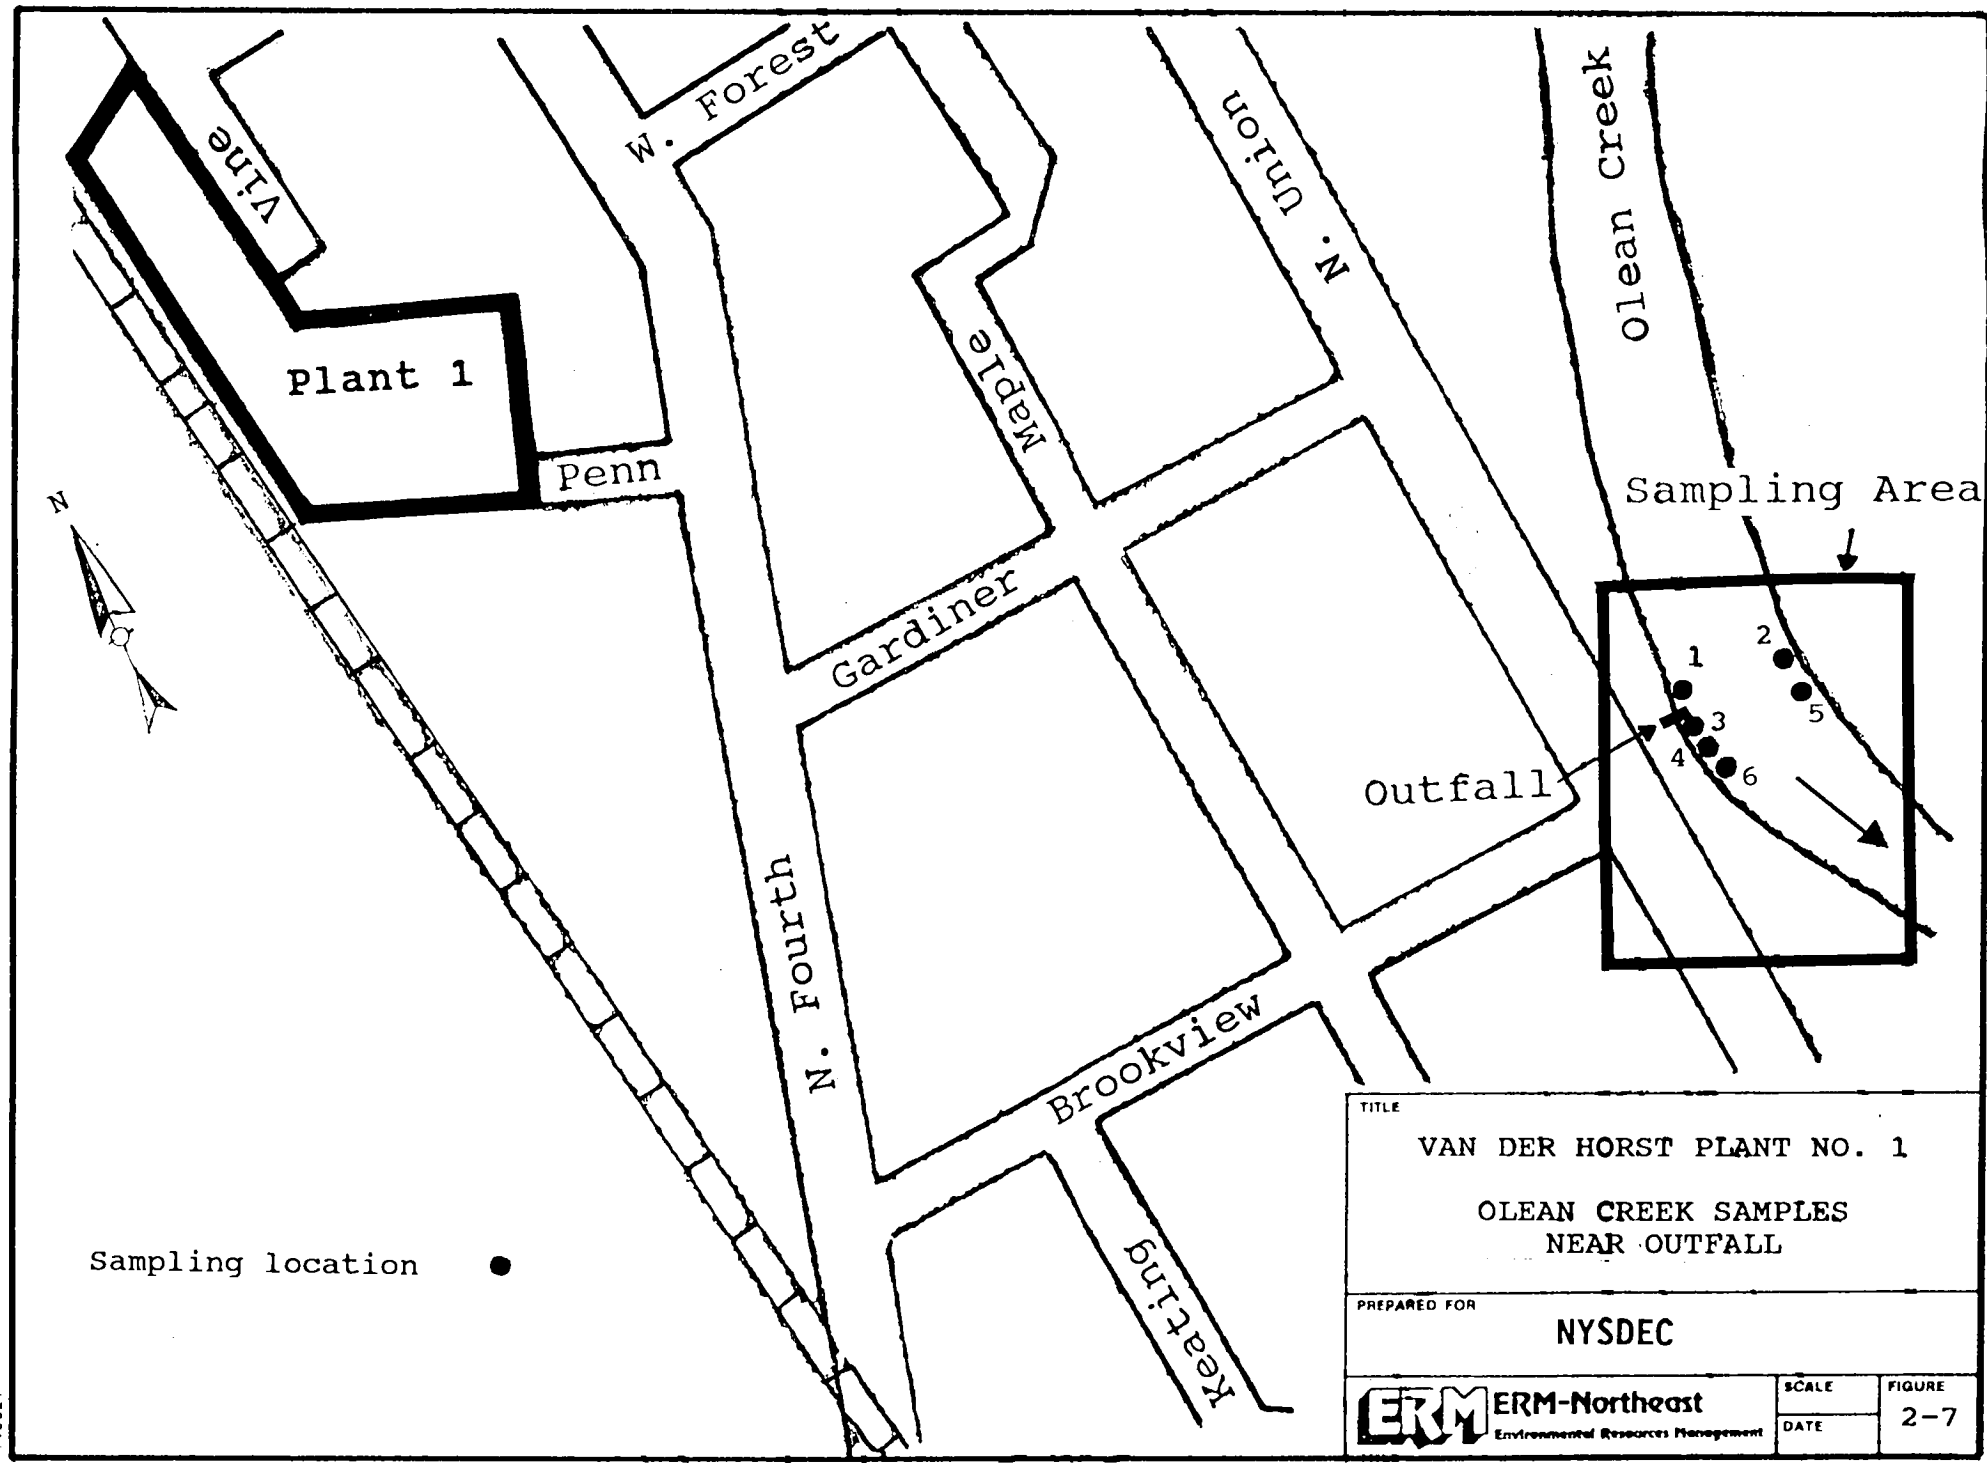 W. Forest
Vine
N. Union
Olean Creek
Plant 1
Maple
Penn
Sampling Area
N
Gardiner
2
1
5
3
4
6
Outfall
N. Fourth
Brookview
Keating
Sampling location
TITLE
VAN DER HORST PLANT NO. 1
OLEAN CREEK SAMPLES
NEAR OUTFALL
PREPARED FOR
NYSDEC
ERM
ERM-Northeast
Environmental Resources Management
SCALE
DATE
FIGURE
2-7